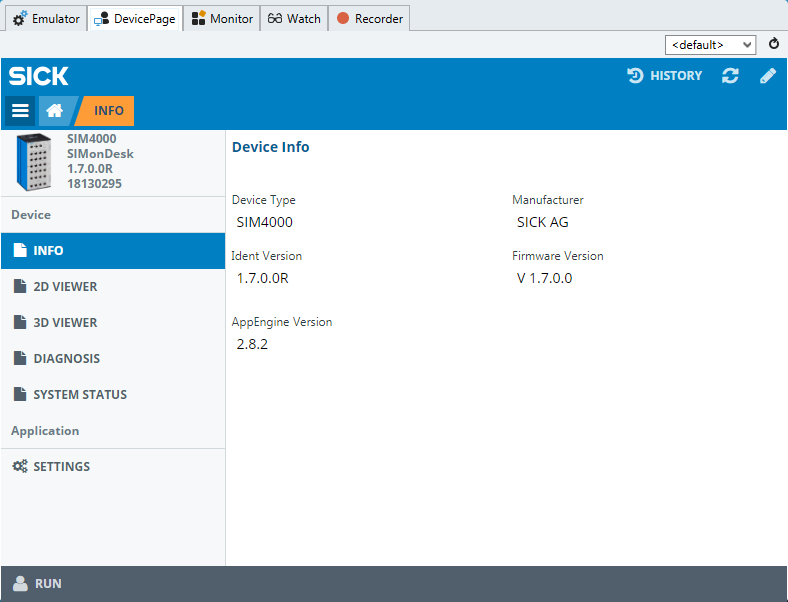 Emulator DevicePage Monitor Watch Recorder
<default>
SICK
HISTORY
INFO
SIM4000
SIMonDesk
1.7.0.0R
18130295
Device
INFO
2D VIEWER
3D VIEWER
DIAGNOSIS
SYSTEM STATUS
Application
SETTINGS
Device Info
Device Type
SIM4000
Manufacturer
SICK AG
Ident Version
1.7.0.0R
Firmware Version
V 1.7.0.0
AppEngine Version
2.8.2
RUN